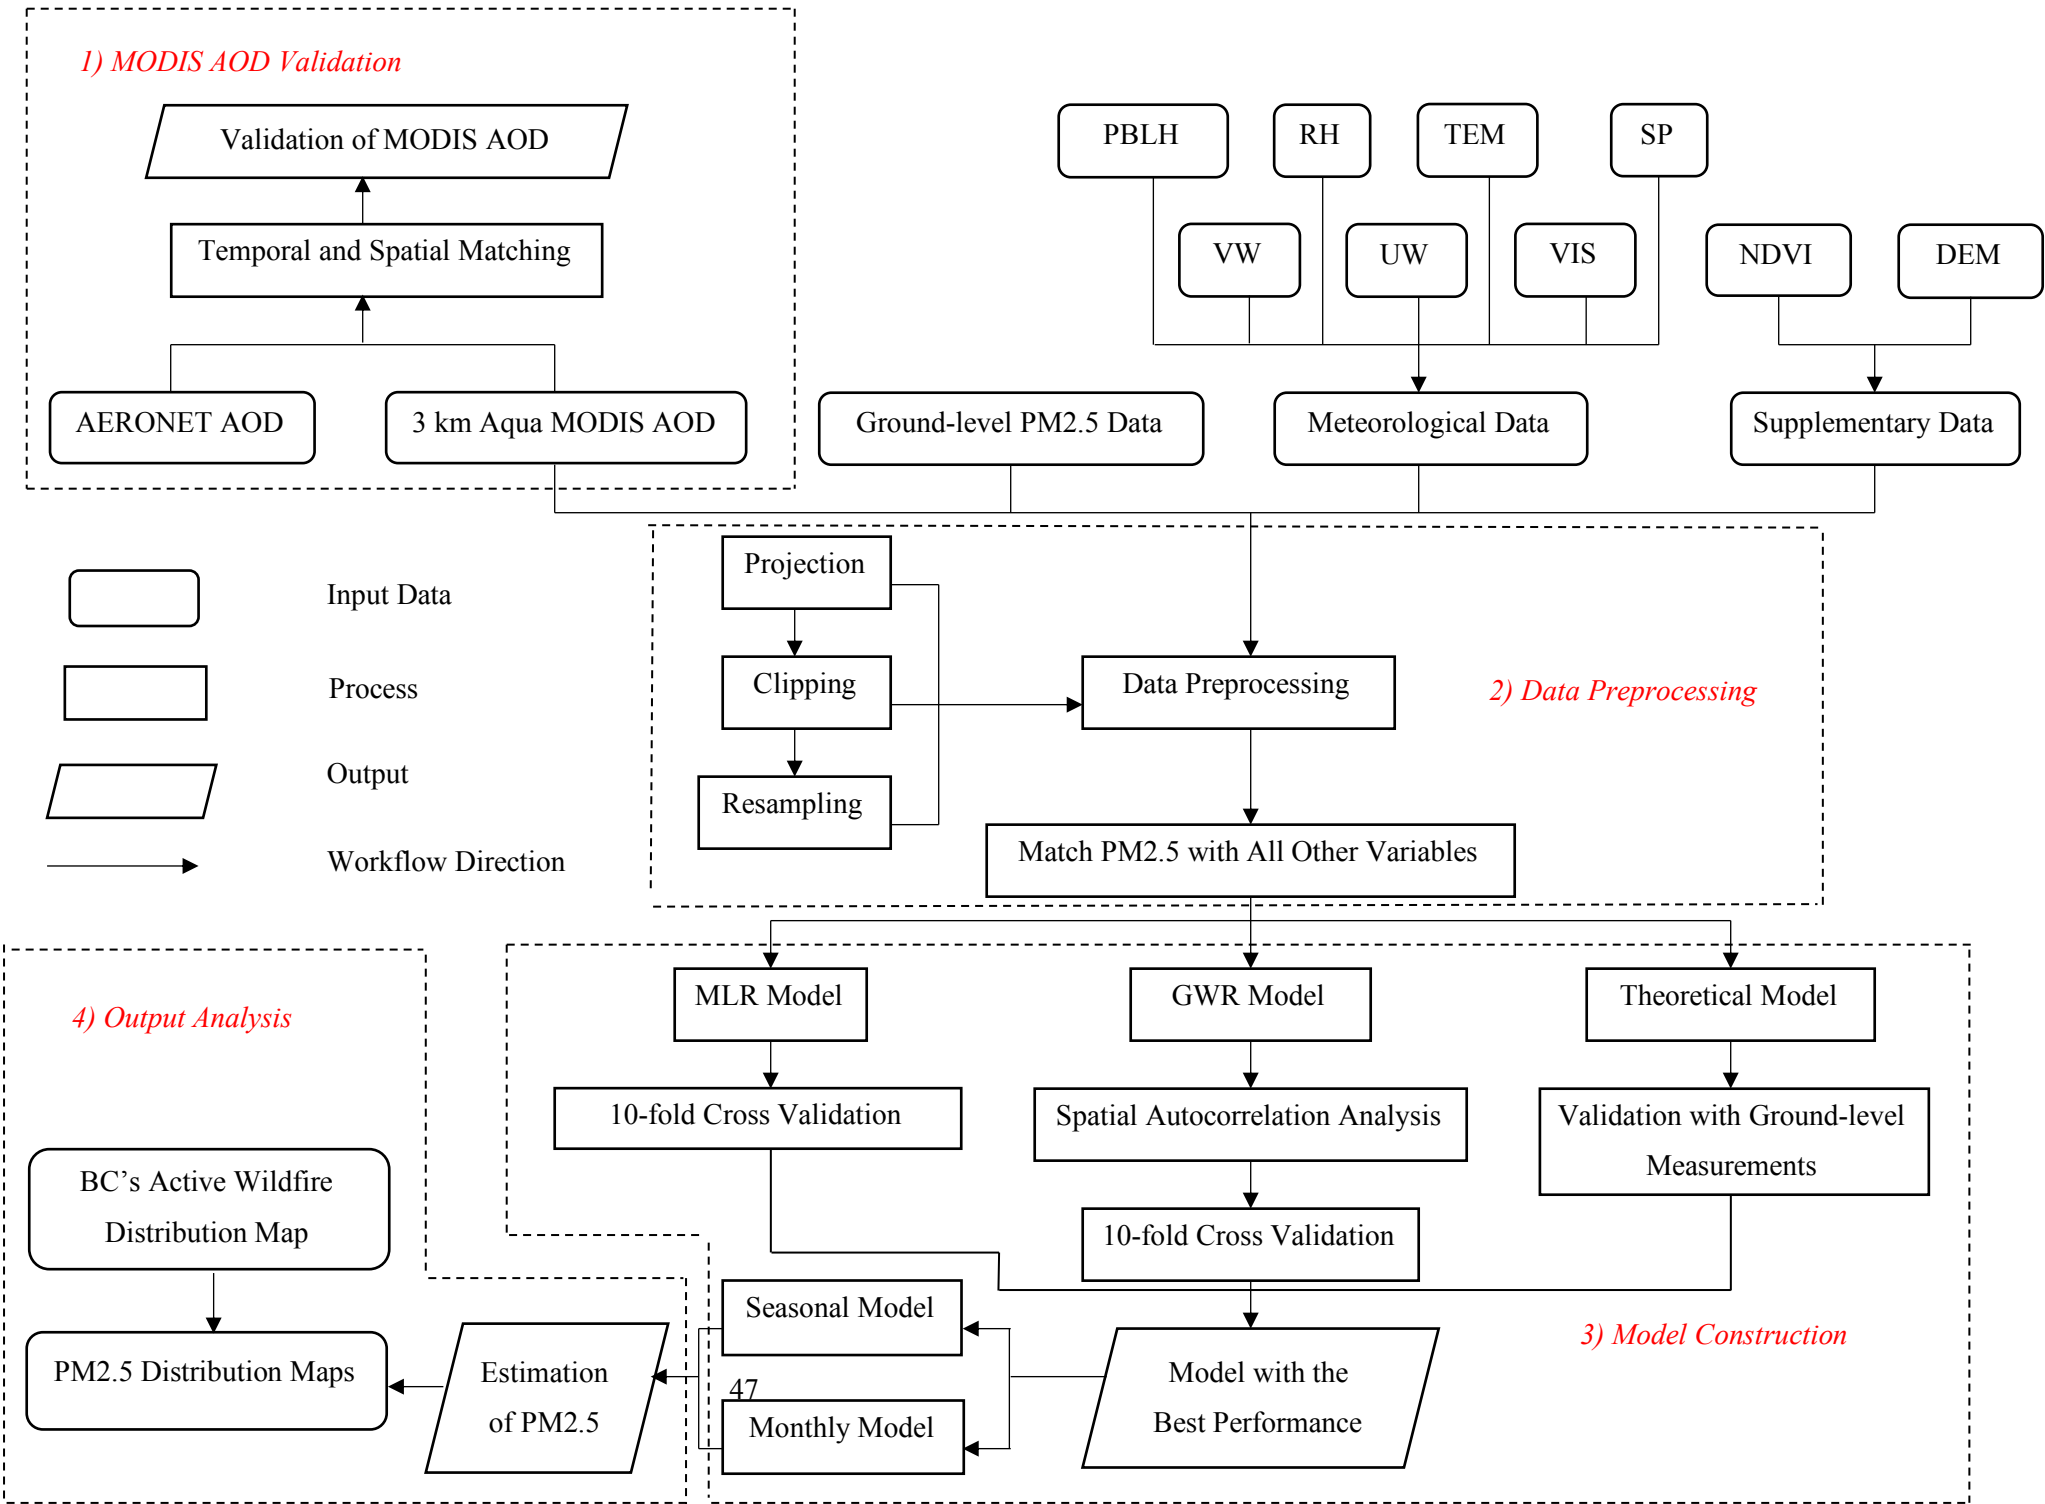 1) MODIS AOD Validation
Validation of MODIS AOD
Temporal and Spatial Matching
AERONET AOD
3 km Aqua MODIS AOD
PBLH
RH
TEM
SP
VW
UW
VIS
NDVI
DEM
Ground-level PM2.5 Data
Meteorological Data
Supplementary Data
Input Data
Process
Output
Workflow Direction
Projection
Clipping
Resampling
Data Preprocessing
2) Data Preprocessing
Match PM2.5 with All Other Variables
MLR Model
GWR Model
Theoretical Model
10-fold Cross Validation
Spatial Autocorrelation Analysis
Validation with Ground-level
Measurements
10-fold Cross Validation
3) Model Construction
Model with the
Best Performance
Seasonal Model
47
Monthly Model
4) Output Analysis
BC’s Active Wildfire
Distribution Map
PM2.5 Distribution Maps
Estimation
of PM2.5